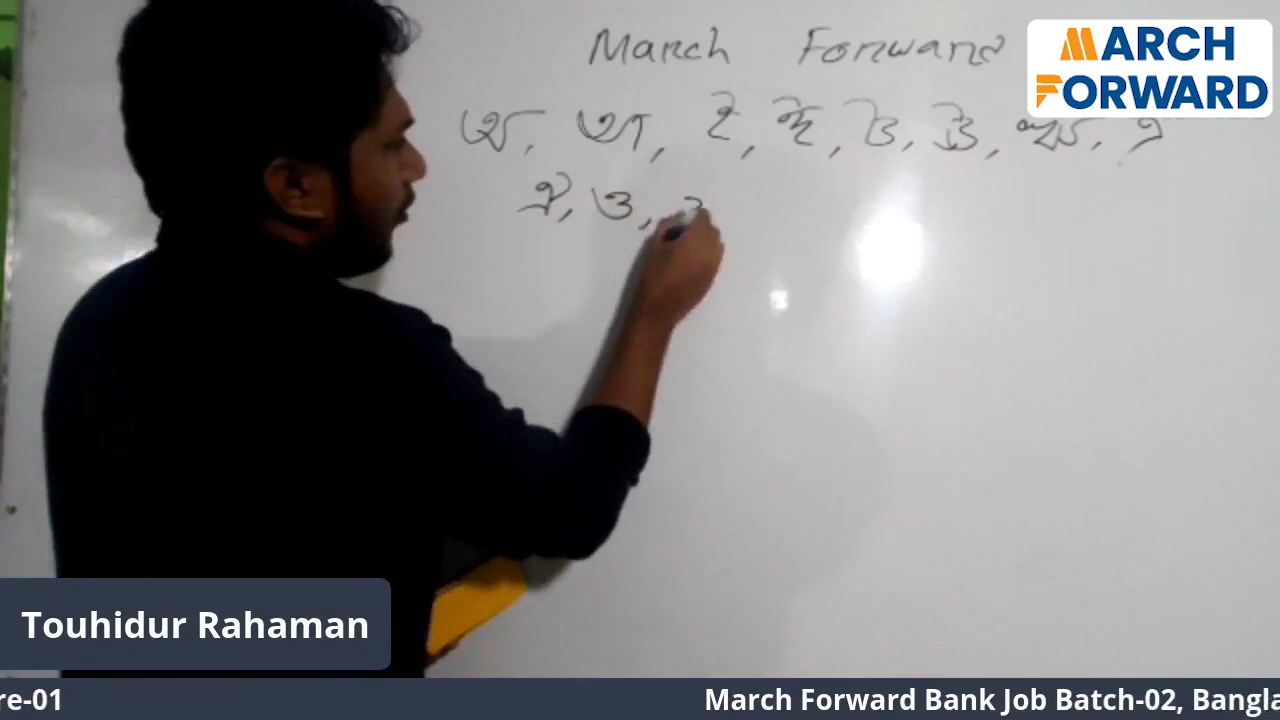 March Forward
MARCH
FORWARD
অ, আ, ই, ঈ, উ, ঊ, ঋ, এ
ঐ, ও,
Touhidur Rahaman
re-01
March Forward Bank Job Batch-02, Bangla